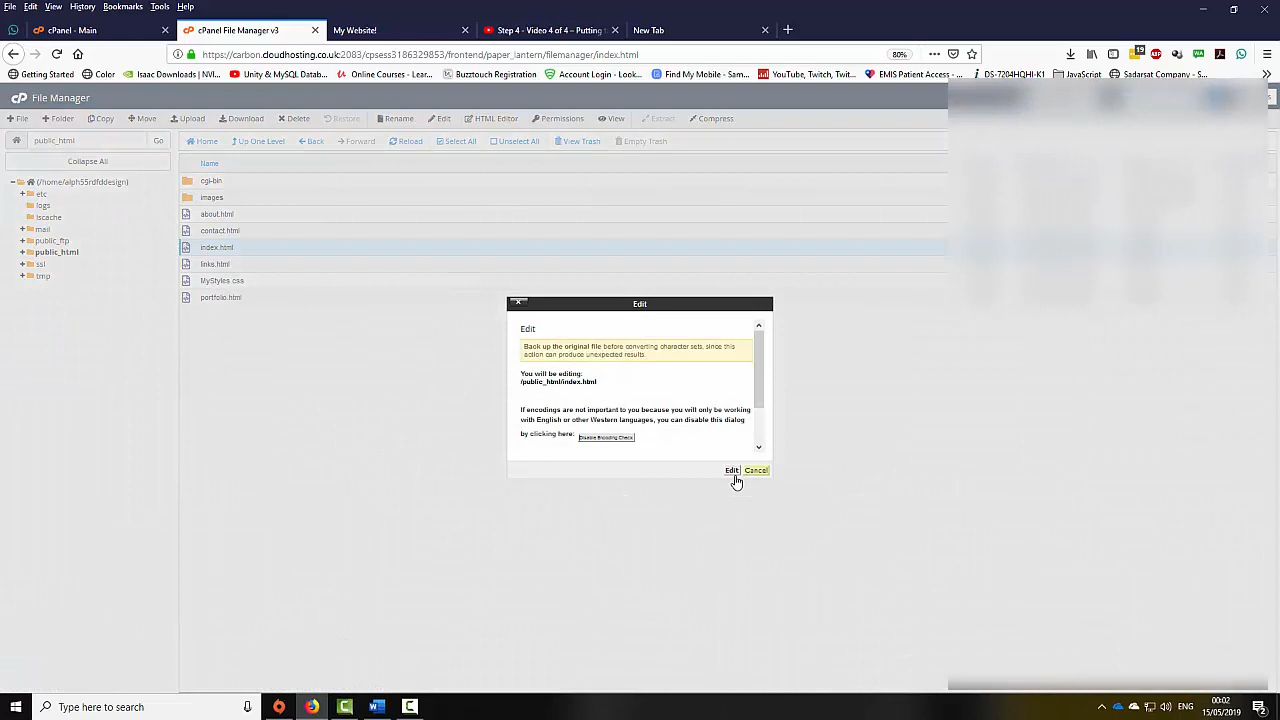 File Edit View History Bookmarks Tools Help
cPanel - Main
cPanel File Manager v3
My Website!
Step 4 - Video 4 of 4 – Putting
New Tab
https://carbon.cloudhosting.co.uk:2083/cpsess3186329853/frontend/paper_lantern/filemanager/index.html
80%
19
Getting Started
Color
Isaac Downloads | NVI...
Unity & MySQL Datab...
Online Courses - Lear...
Buzztouch Registration
Account Login - Look...
Find My Mobile - Sam...
YouTube, Twitch, Twitt...
EMIS Patient Access -...
DS-7204HQHI-K1
Javascript
Sadarsat Company -...
File Manager
File Folder Copy Move Upload Download Delete Restore Rename Edit HTML Editor Permissions View Extract Compress
public_html Go
Home Up One Level Back Forward Reload Select All Unselect All View Trash Empty Trash
Collapse All
Name
(/home/alph55rdfddesign)
etc
logs
lscache
mail
public_ftp
public_html
ssl
tmp
cgi-bin
images
about.html
contact.html
index.html
links.html
MyStyles.css
portfolio.html
Edit
Edit
Back up the original file before converting character sets, since this
action can produce unexpected results.
You will be editing:
/public_html/index.html
If encodings are not important to you because you will only be working
with English or other Western languages, you can disable this dialog
by clicking here: Disable Encoding Check
Edit Cancel
Type here to search
00:02
15/05/2019